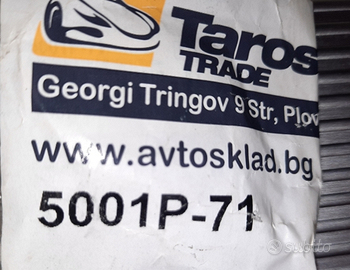 Taros
TRADE
Georgi Tringov 9 Str, Plov
www.avtosklad.bg
5001P-71